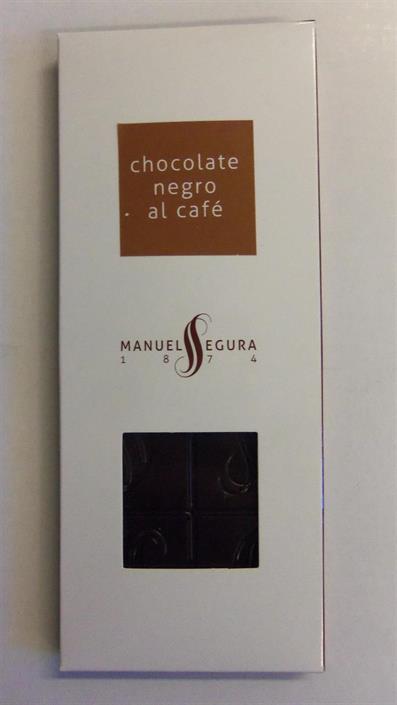 chocolate
negro
al café
MANUEL SEGURA
1874